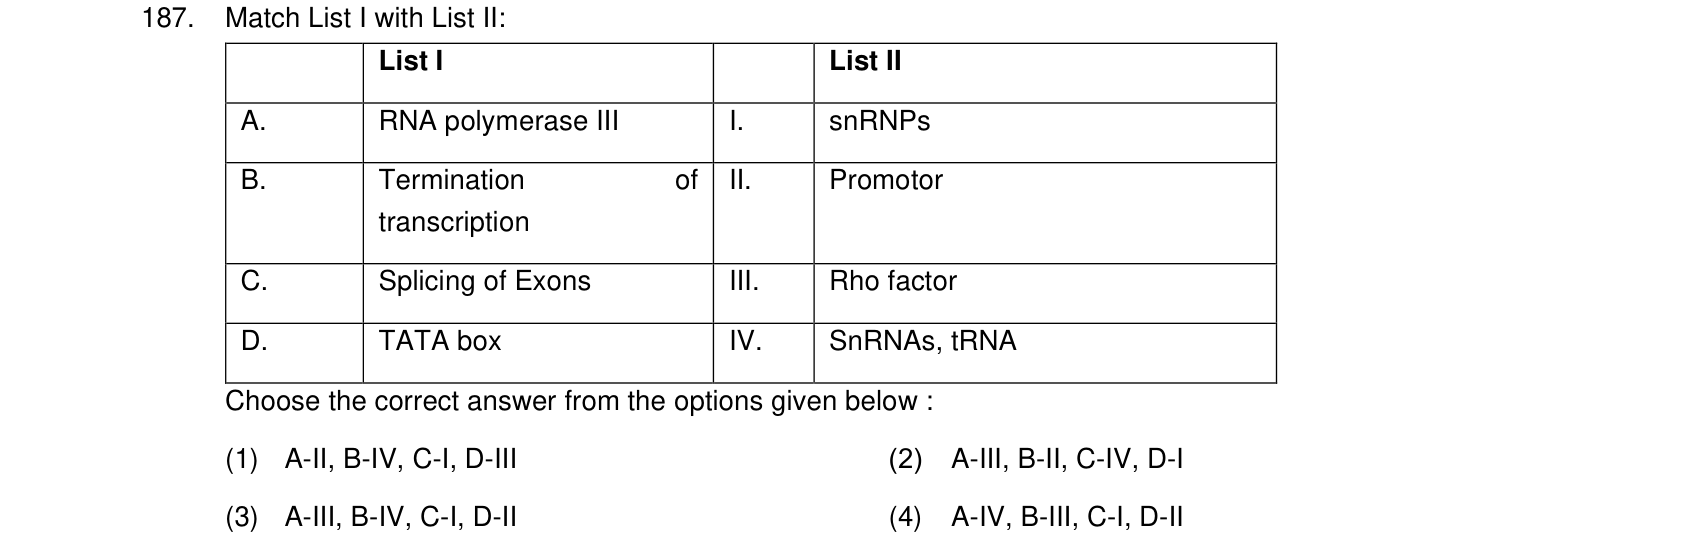 187. Match List I with List II:
List I List II
A. RNA polymerase III I. snRNPs
B. Termination of II. Promotor
transcription
C. Splicing of Exons III. Rho factor
D. TATA box IV. SnRNAs, tRNA
Choose the correct answer from the options given below :
(1) A-II, B-IV, C-I, D-III (2) A-III, B-II, C-IV, D-I
(3) A-III, B-IV, C-I, D-II (4) A-IV, B-III, C-I, D-II